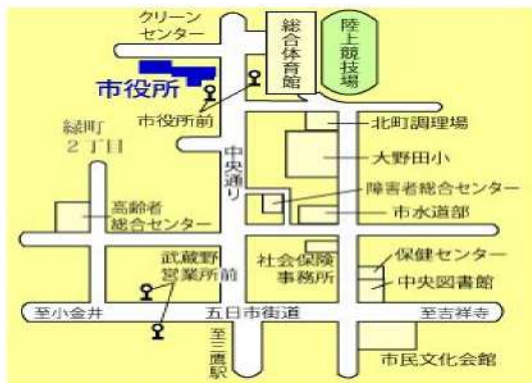 クリーン
センター
総合体育館
陸上競技場
市役所
市役所前
緑町
2丁目
中央通り
北町調理場
大野田小
障害者総合センター
市水道部
高齢者
総合センター
武蔵野
営業所前
社会保険
事務所
保健センター
中央図書館
至小金井
五日市街道
至吉祥寺
至三鷹駅
市民文化会館